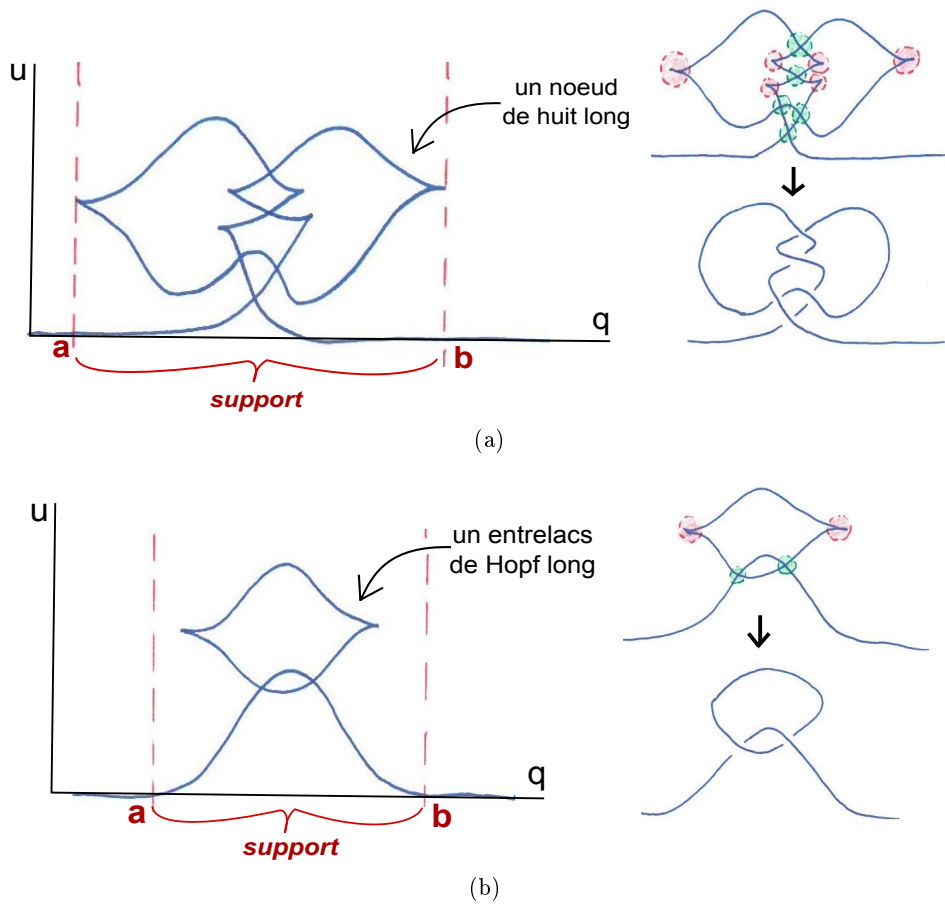 u
un noeud
de huit long
q
a
b
support
(a)
u
un entrelacs
de Hopf long
q
a
b
support
(b)